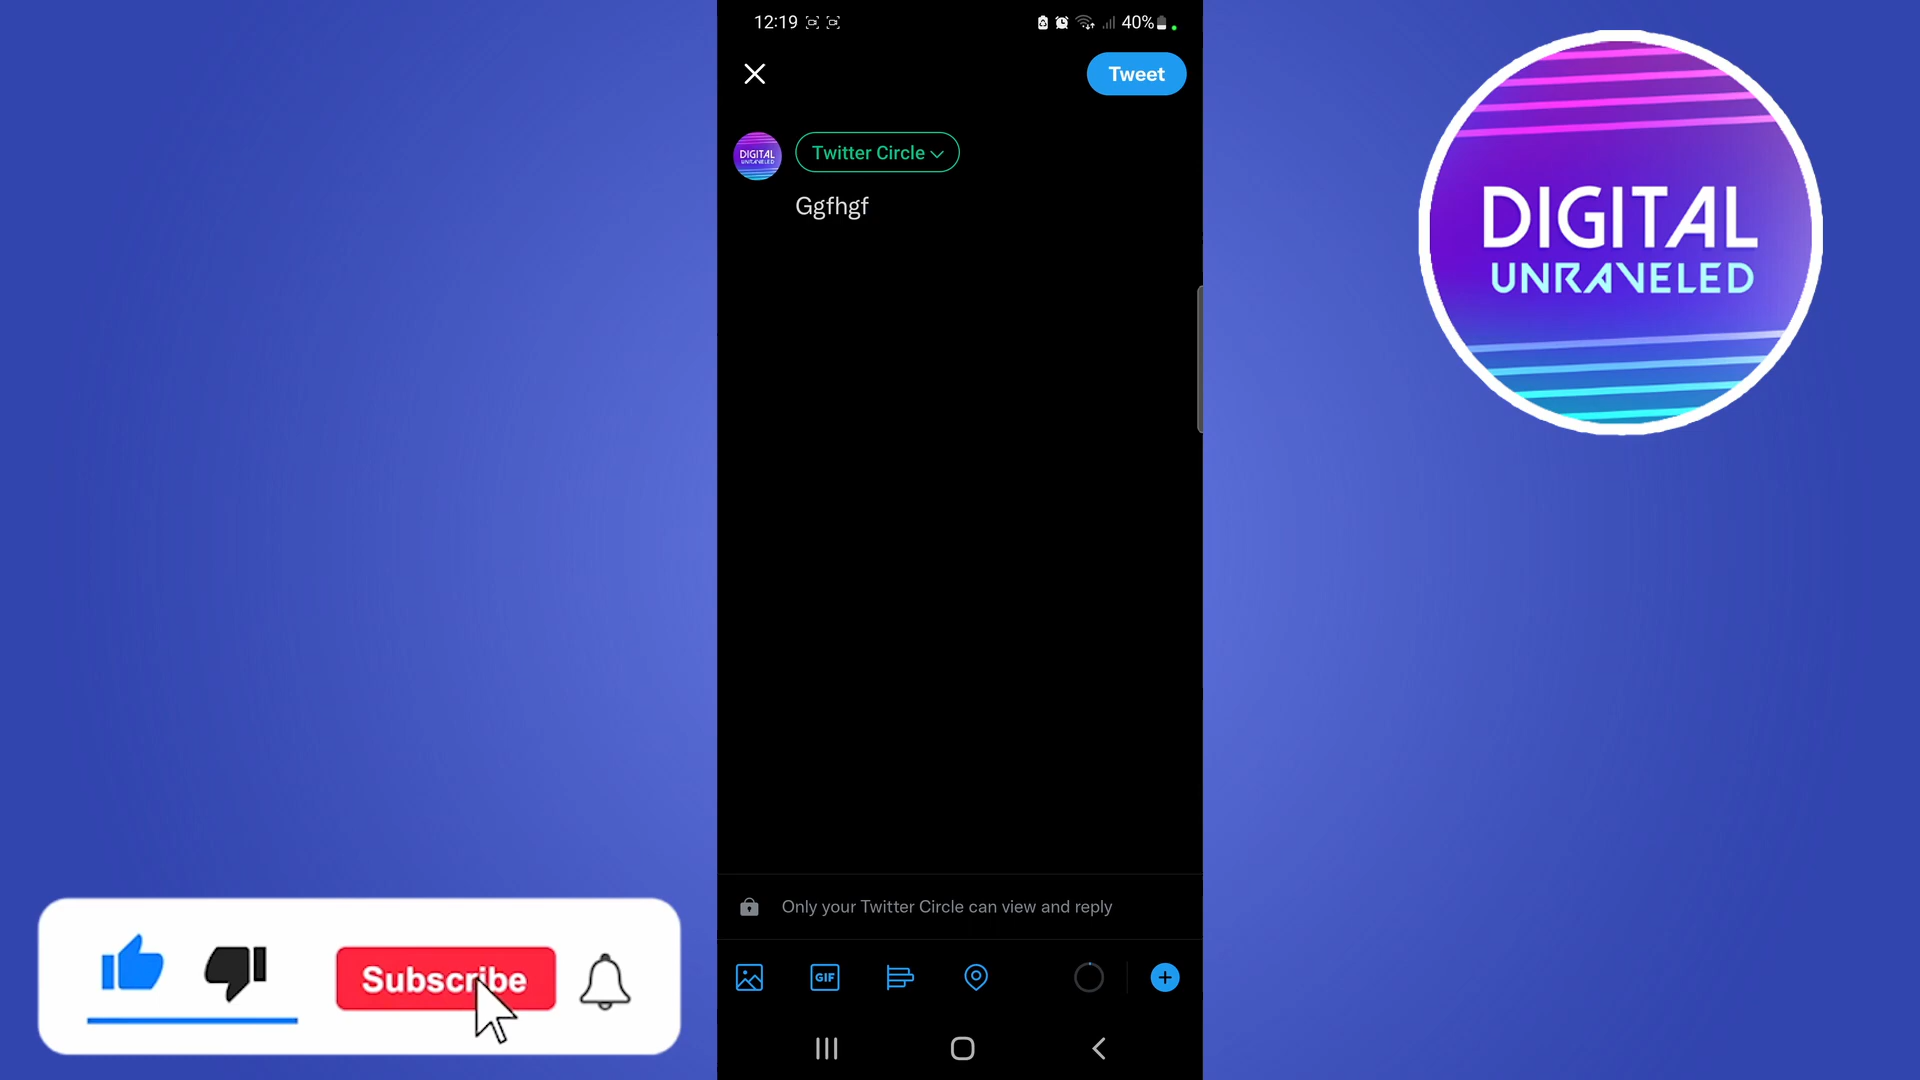 12:19
40%
Tweet
DIGITAL
UNRAVELED
Twitter Circle
Ggfhgf
DIGITAL
UNRAVELED
Only your Twitter Circle can view and reply
GIF
Subscribe